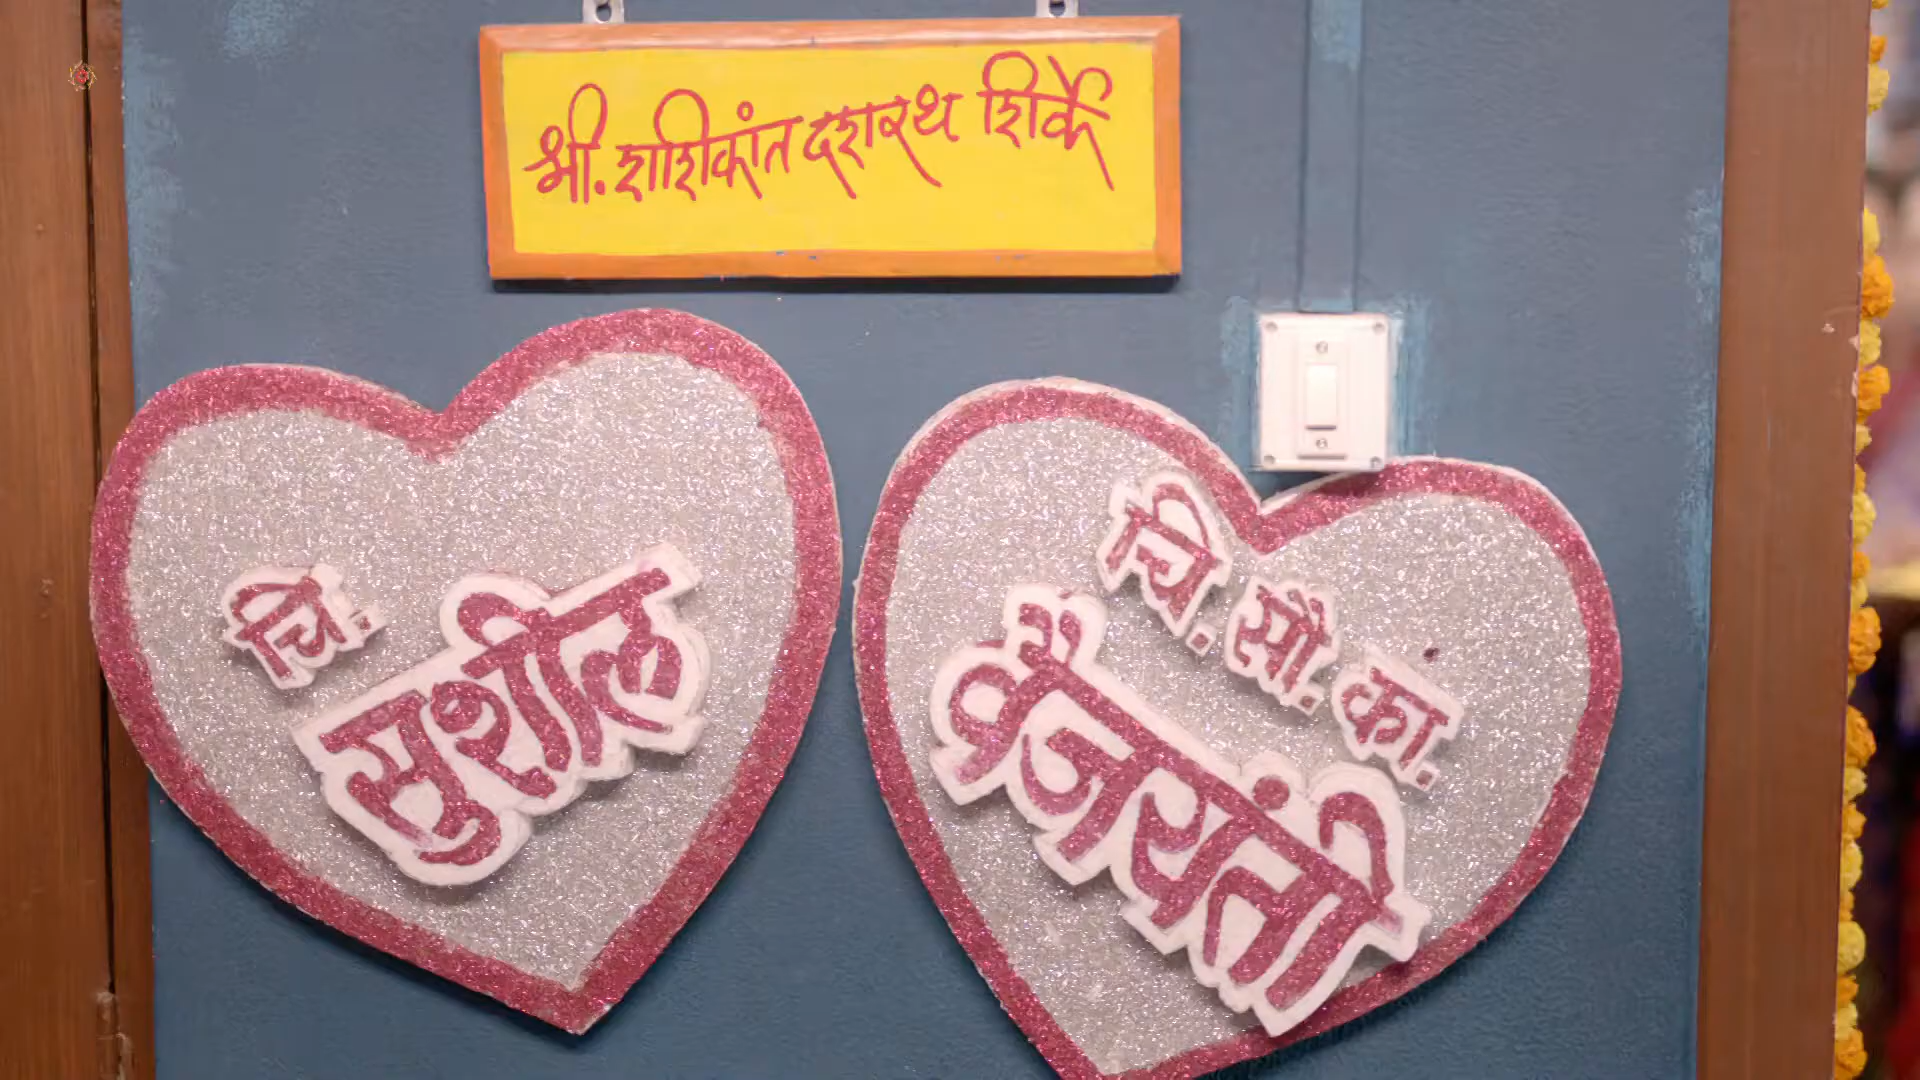 श्री. शशिकांत दशरथ शिर्के
चि.
सुशील
चि. सौ. कां.
वैजयंती